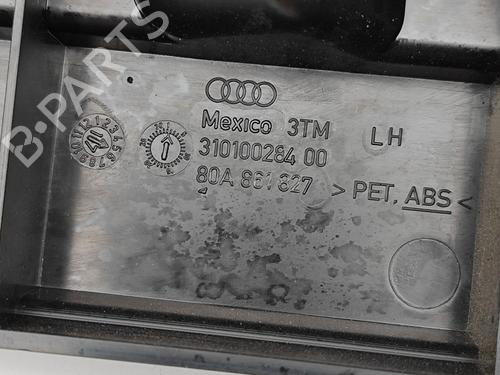 B-PARTS
Mexico 3TM LH
310100284 00
80A 861 827 > PET, ABS <